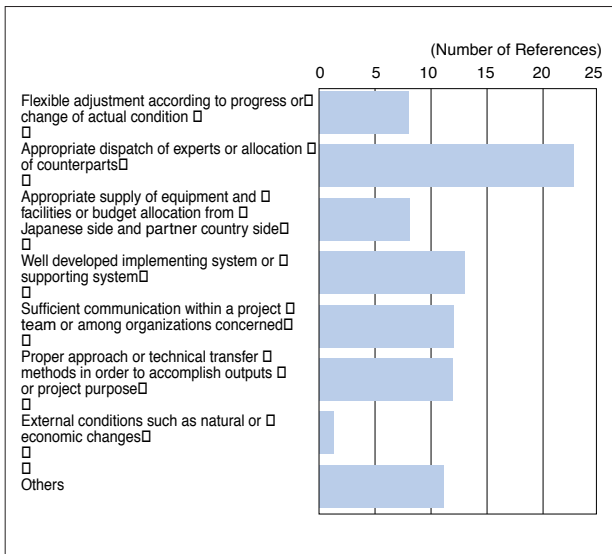 (Number of References)
0 5 10 15 20 25
Flexible adjustment according to progress or□
change of actual condition □
□
Appropriate dispatch of experts or allocation □
of counterparts□
□
Appropriate supply of equipment and □
facilities or budget allocation from □
Japanese side and partner country side□
□
Well developed implementing system or □
supporting system□
□
Sufficient communication within a project □
team or among organizations concerned□
□
Proper approach or technical transfer □
methods in order to accomplish outputs □
or project purpose□
□
External conditions such as natural or □
economic changes□
□
□
Others